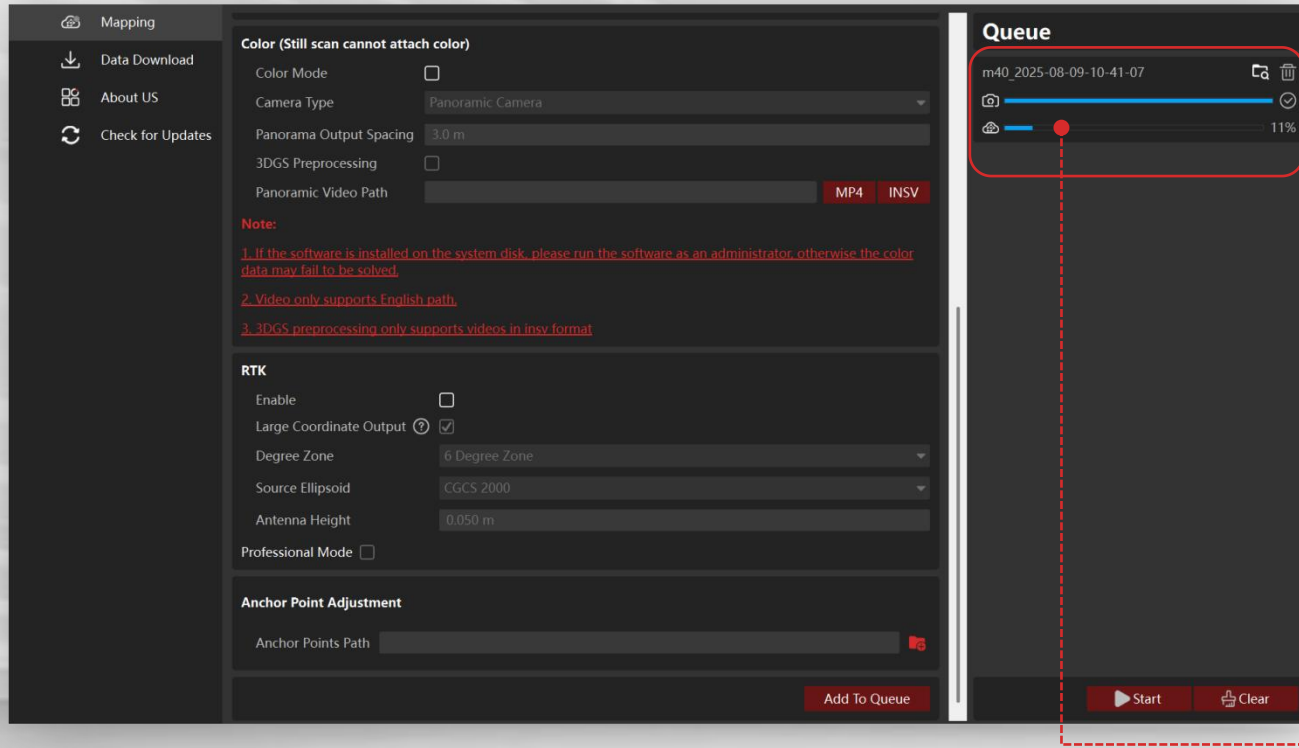 Mapping
Data Download
About US
Check for Updates
Color (Still scan cannot attach color)
Color Mode
Camera Type Panoramic Camera
Panorama Output Spacing 3.0 m
3DGS Preprocessing
Panoramic Video Path MP4 INSV
Note:
1. If the software is installed on the system disk, please run the software as an administrator, otherwise the color
data may fail to be solved.
2. Video only supports English path.
3. 3DGS preprocessing only supports videos in insv format
RTK
Enable
Large Coordinate Output ?
Degree Zone 6 Degree Zone
Source Ellipsoid CGCS 2000
Antenna Height 0.050 m
Professional Mode
Anchor Point Adjustment
Anchor Points Path
Add To Queue
Queue
m40_2025-08-09-10-41-07
11%
Start Clear